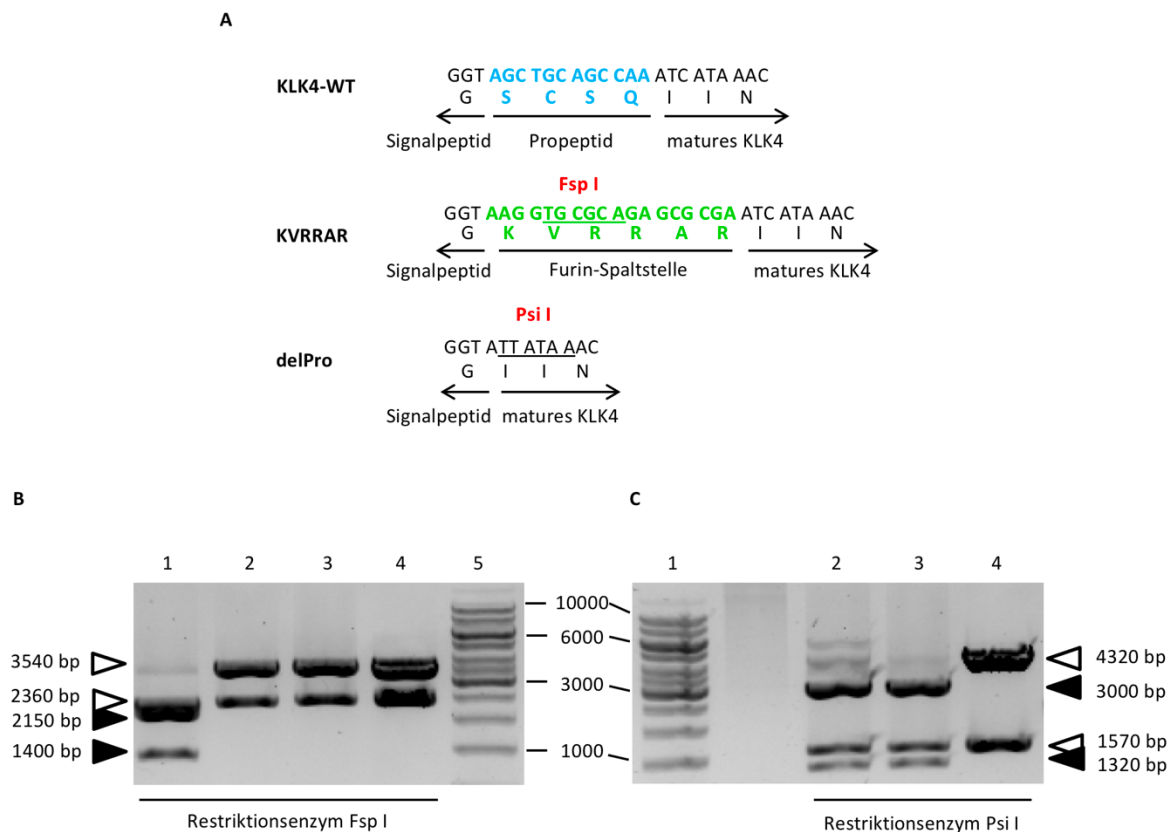 A
KLK4-WT
GGT AGC TGC AGC CAA ATC ATA AAC
G S C S Q I I N
Signalpeptid Propeptid matures KLK4
Fsp I
KVRRAR
GGT AAG GTG CGC AGA GCG CGA ATC ATA AAC
G K V R R A R I I N
Signalpeptid Furin-Spaltstelle matures KLK4
Psi I
delPro
GGT ATT ATA AAC
G I I N
Signalpeptid matures KLK4
B
1 2 3 4 5
3540 bp
2360 bp
2150 bp
1400 bp
10000
6000
3000
1000
Restriktionsenzym Fsp I
C
1 2 3 4
4320 bp
3000 bp
1570 bp
1320 bp
Restriktionsenzym Psi I